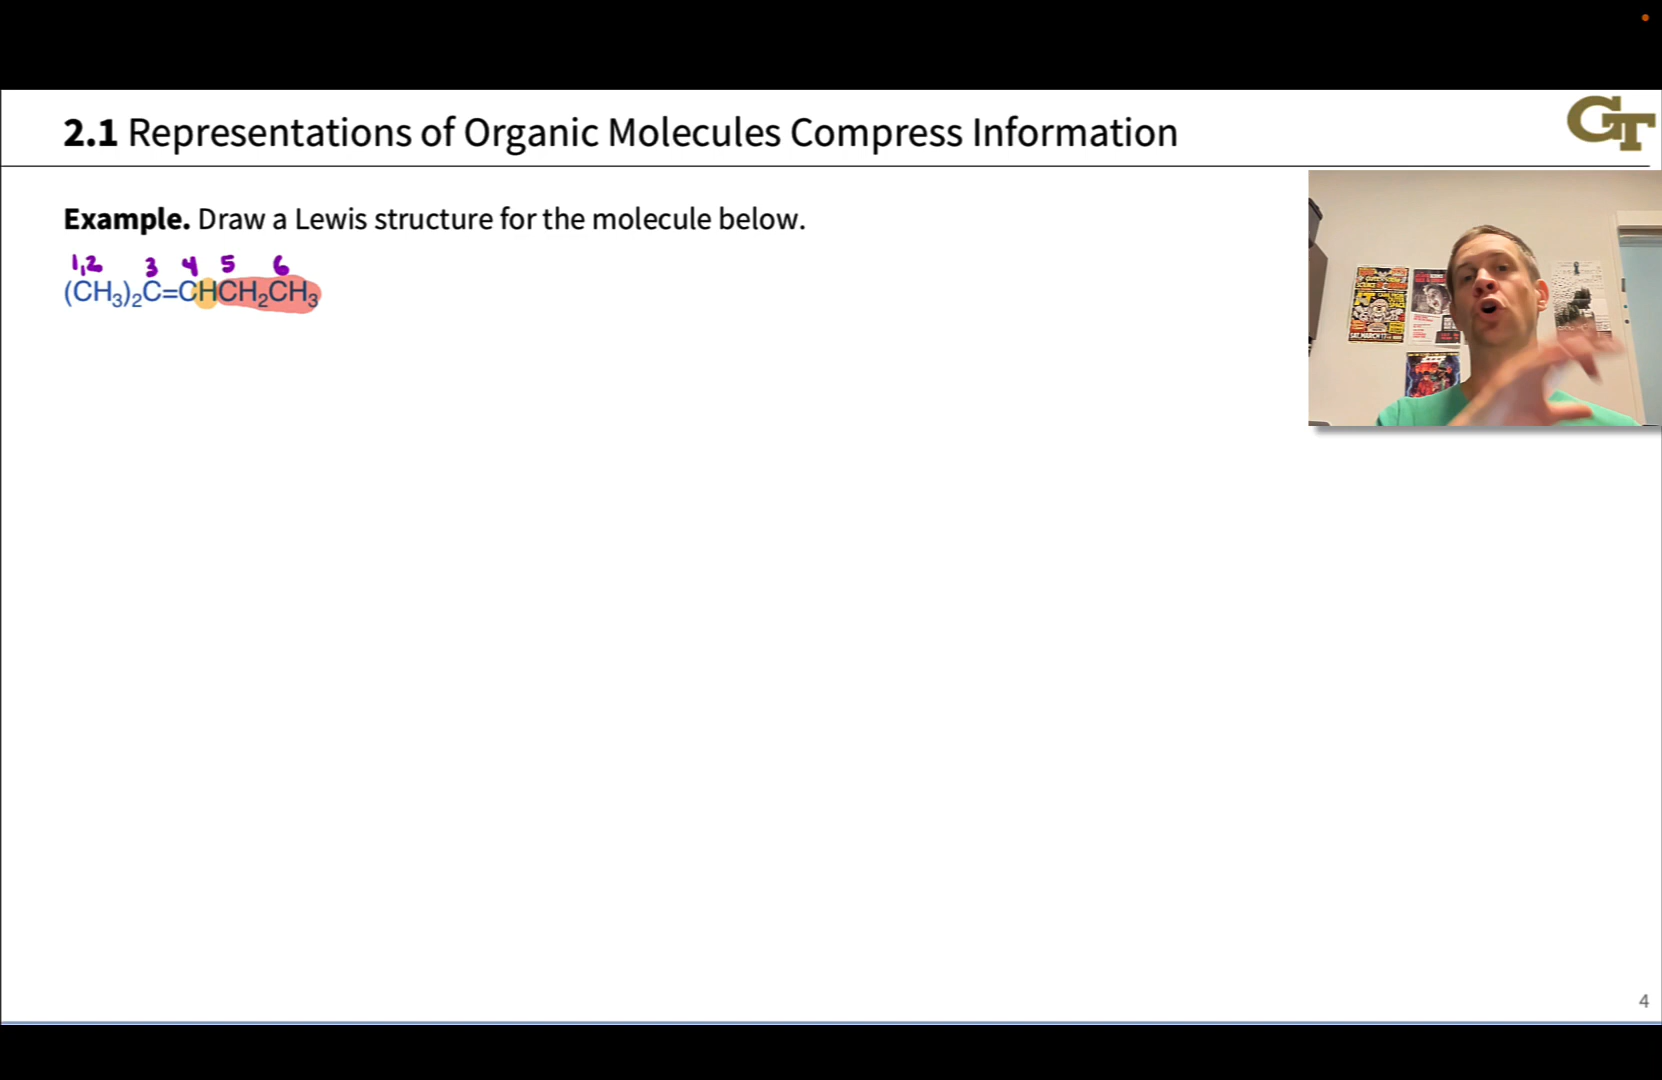 2.1 Representations of Organic Molecules Compress Information
GT
Example. Draw a Lewis structure for the molecule below.
1,2 3 4 5 6
(CH₃)₂C=CHCH₂CH₃
4